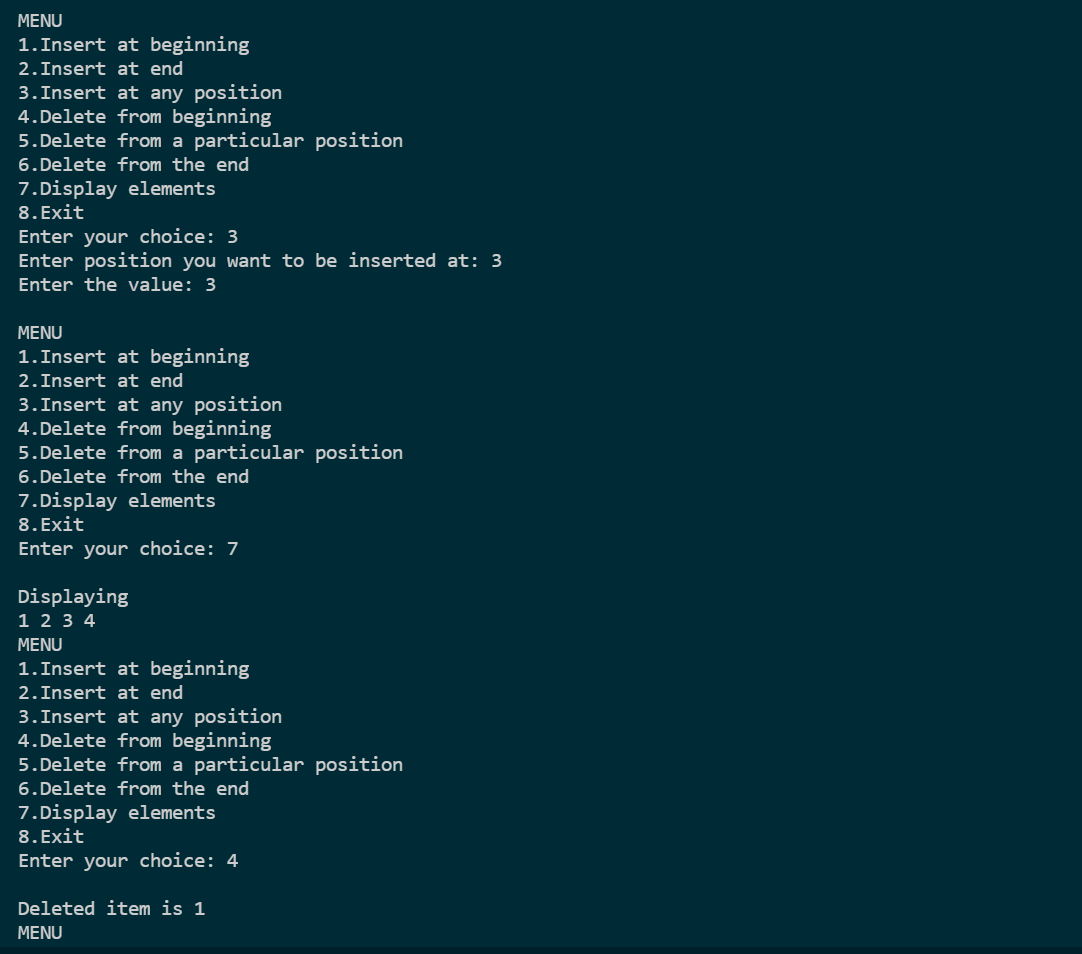 MENU
1.Insert at beginning
2.Insert at end
3.Insert at any position
4.Delete from beginning
5.Delete from a particular position
6.Delete from the end
7.Display elements
8.Exit
Enter your choice: 3
Enter position you want to be inserted at: 3
Enter the value: 3

MENU
1.Insert at beginning
2.Insert at end
3.Insert at any position
4.Delete from beginning
5.Delete from a particular position
6.Delete from the end
7.Display elements
8.Exit
Enter your choice: 7

Displaying
1 2 3 4
MENU
1.Insert at beginning
2.Insert at end
3.Insert at any position
4.Delete from beginning
5.Delete from a particular position
6.Delete from the end
7.Display elements
8.Exit
Enter your choice: 4

Deleted item is 1
MENU